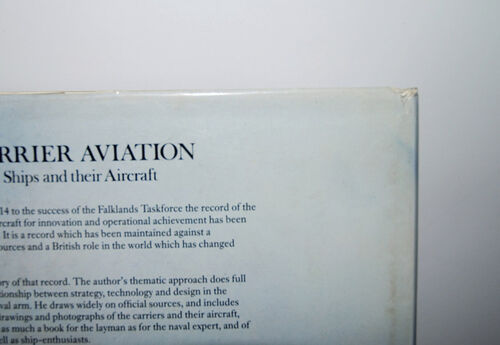 RRIER AVIATION
Ships and their Aircraft
14 to the success of the Falklands Taskforce the record of the
rcraft for innovation and operational achievement has been
. It is a record which has been maintained against a
ources and a British role in the world which has changed
ory of that record. The author's thematic approach does full
tionship between strategy, technology and design in the
val arm. He draws widely on official sources, and includes
drawings and photographs of the carriers and their aircraft,
as much a book for the layman as for the naval expert, and of
ell as ship-enthusiasts.